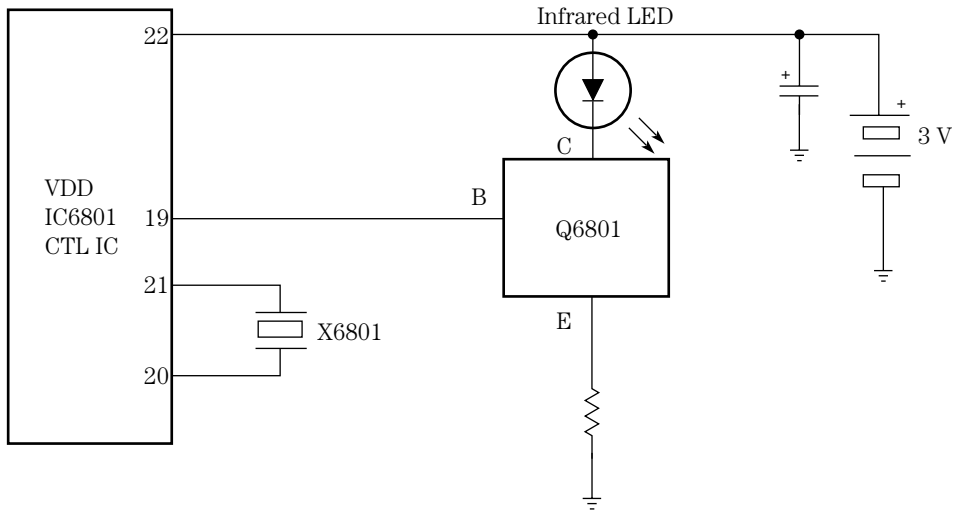 Infrared LED
22
+
+
3 V
C
VDD
IC6801
CTL IC
19
B
Q6801
21
E
X6801
20